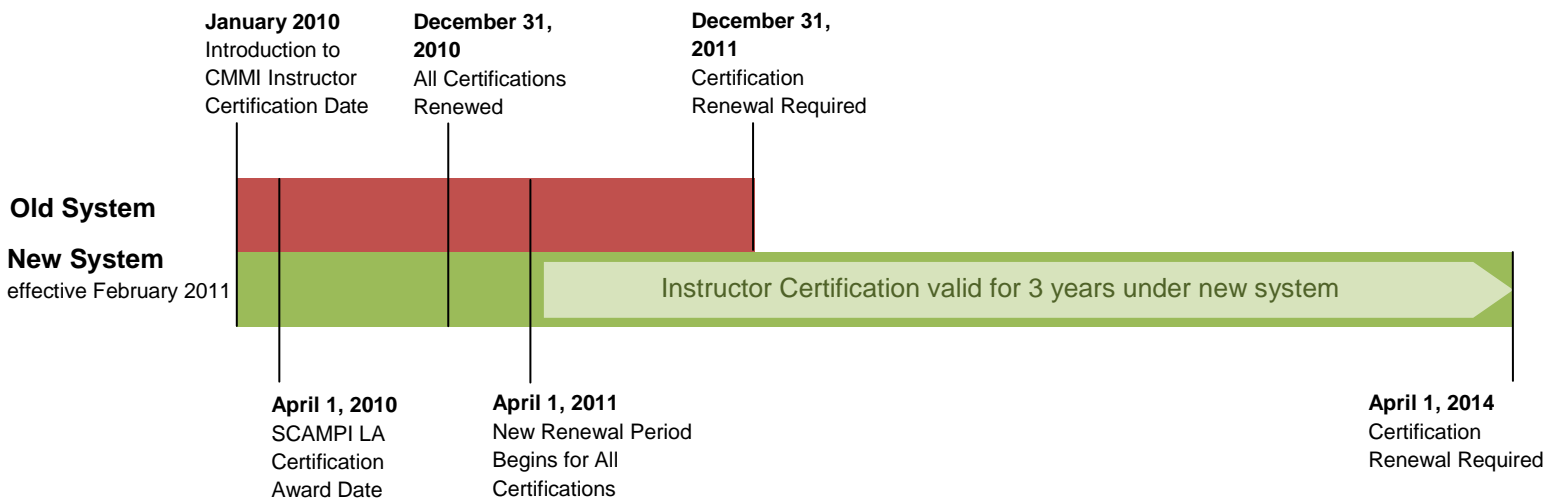 January 2010
Introduction to
CMMI Instructor
Certification Date
December 31,
2010
All Certifications
Renewed
December 31,
2011
Certification
Renewal Required
Old System
New System
effective February 2011
Instructor Certification valid for 3 years under new system
April 1, 2010
SCAMPI LA
Certification
Award Date
April 1, 2011
New Renewal Period
Begins for All
Certifications
April 1, 2014
Certification
Renewal Required